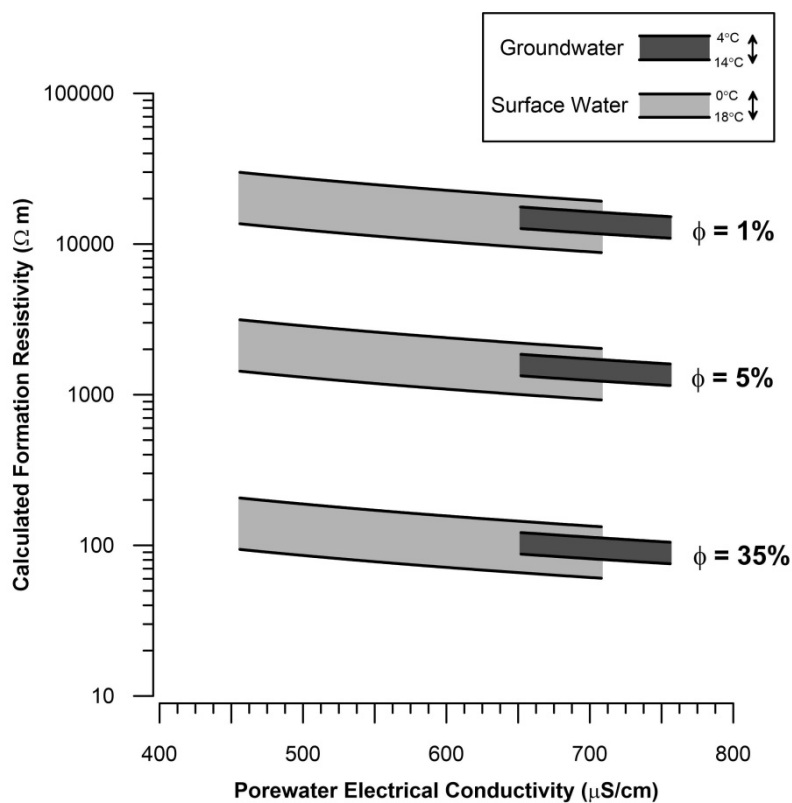 Groundwater
4°C
14°C
Surface Water
0°C
18°C
100000
10000
1000
100
10
Calculated Formation Resistivity (Ω m)
ϕ = 1%
ϕ = 5%
ϕ = 35%
400 500 600 700 800
Porewater Electrical Conductivity (μS/cm)